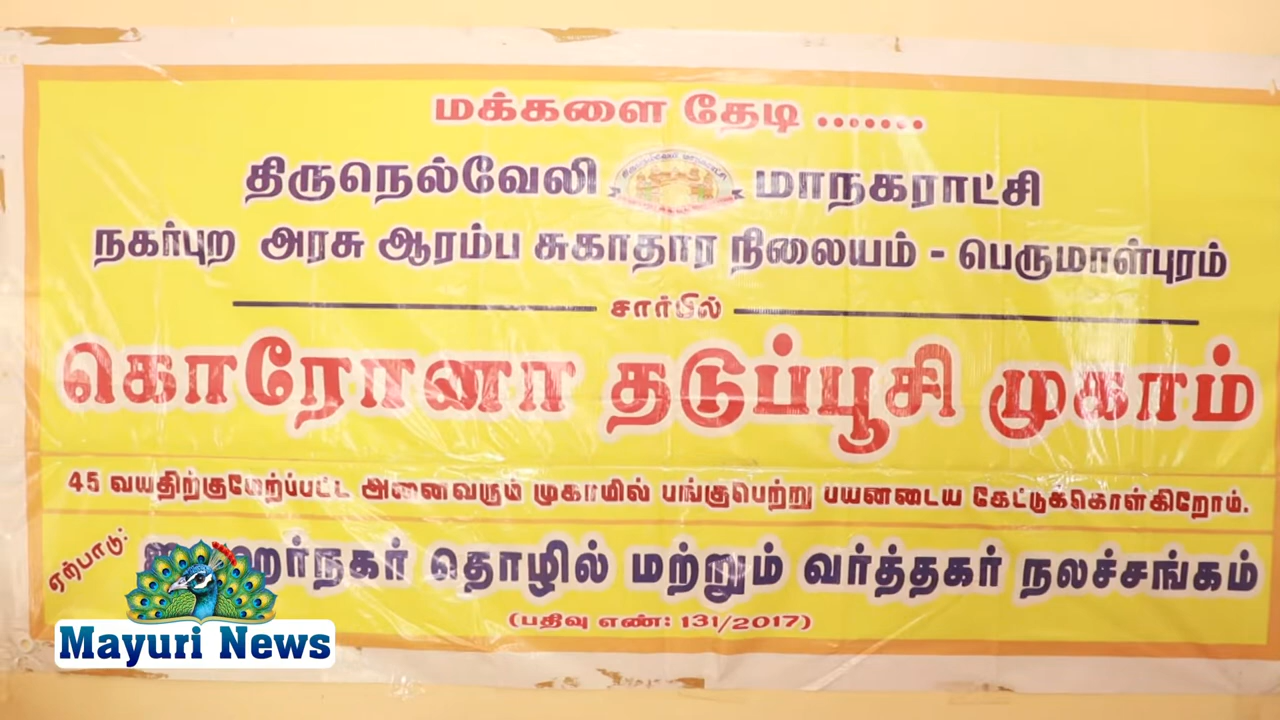 மக்களை தேடி .......
திருநெல்வேலி மாநகராட்சி
நகர்புற அரசு ஆரம்ப சுகாதார நிலையம் - பெருமாள்புரம்
சார்பில்
கொரோனா தடுப்பூசி முகாம்
45 வயதிற்குமேற்ப்பட்ட அனைவரும் முகாமில் பங்குபெற்று பயனடைய கேட்டுக்கொள்கிறோம்.
ஏற்பாடு:
தொழில் மற்றும் வர்த்தகர் நலச்சங்கம்
(பதிவு எண்: 131/2017)
Mayuri News